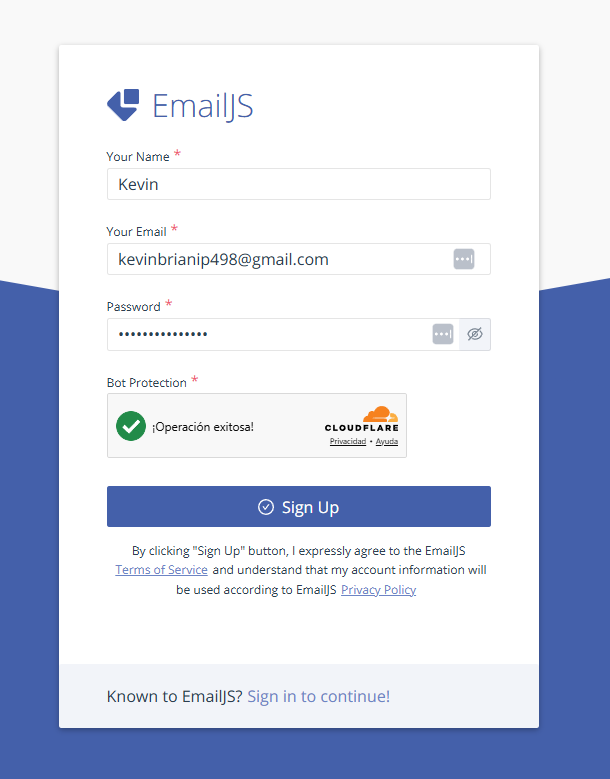 EmailJS
Your Name *
Kevin
Your Email *
kevinbrianip498@gmail.com
Password *
•••••••••••••••
Bot Protection *
¡Operación exitosa!
CLOUDFLARE
Privacidad • Ayuda
Sign Up
By clicking "Sign Up" button, I expressly agree to the EmailJS
Terms of Service and understand that my account information will
be used according to EmailJS Privacy Policy
Known to EmailJS? Sign in to continue!